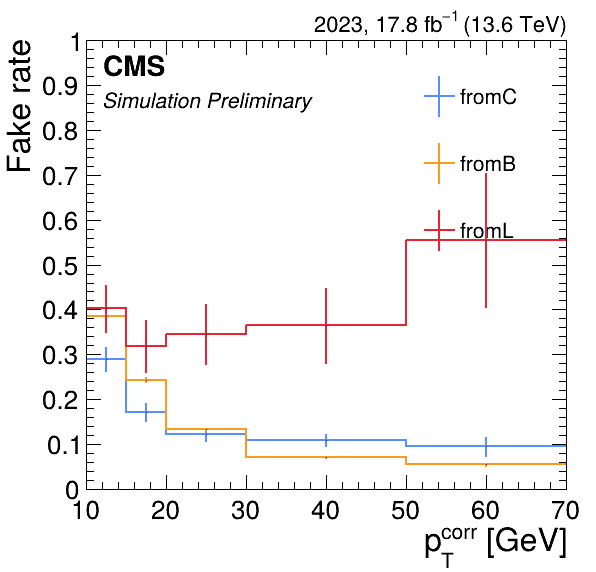 2023, 17.8 fb⁻¹ (13.6 TeV)
CMS
Simulation Preliminary
fromC
fromB
fromL
Fake rate
1
0.9
0.8
0.7
0.6
0.5
0.4
0.3
0.2
0.1
0
10 20 30 40 50 60 70
p_T^corr [GeV]